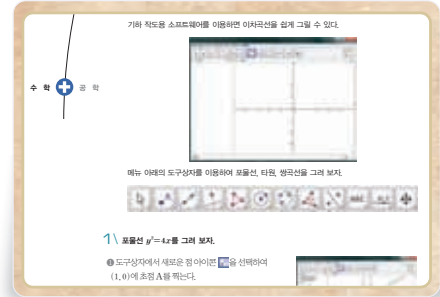 기하 작도용 소프트웨어를 이용하면 이차곡선을 쉽게 그릴 수 있다.
수 학 + 공 학
메뉴 아래의 도구상자를 이용하여 포물선, 타원, 쌍곡선을 그려 보자.
ABC
1\ 포물선 y²=4x를 그려 보자.
❶ 도구상자에서 새로운 점 아이콘 을 선택하여
(1, 0)에 초점 A를 찍는다.